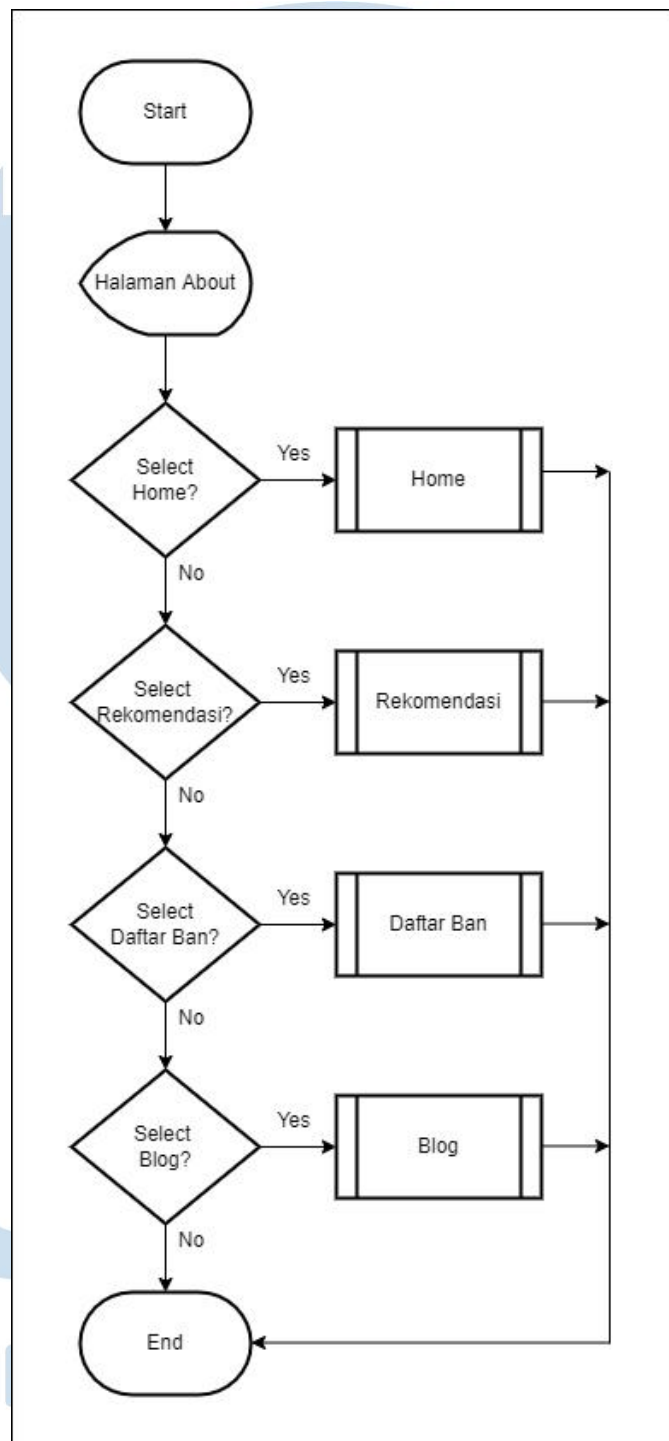 Start
Halaman About
Select
Home?
Yes
Home
No
Select
Rekomendasi?
Yes
Rekomendasi
No
Select
Daftar Ban?
Yes
Daftar Ban
No
Select
Blog?
Yes
Blog
No
End